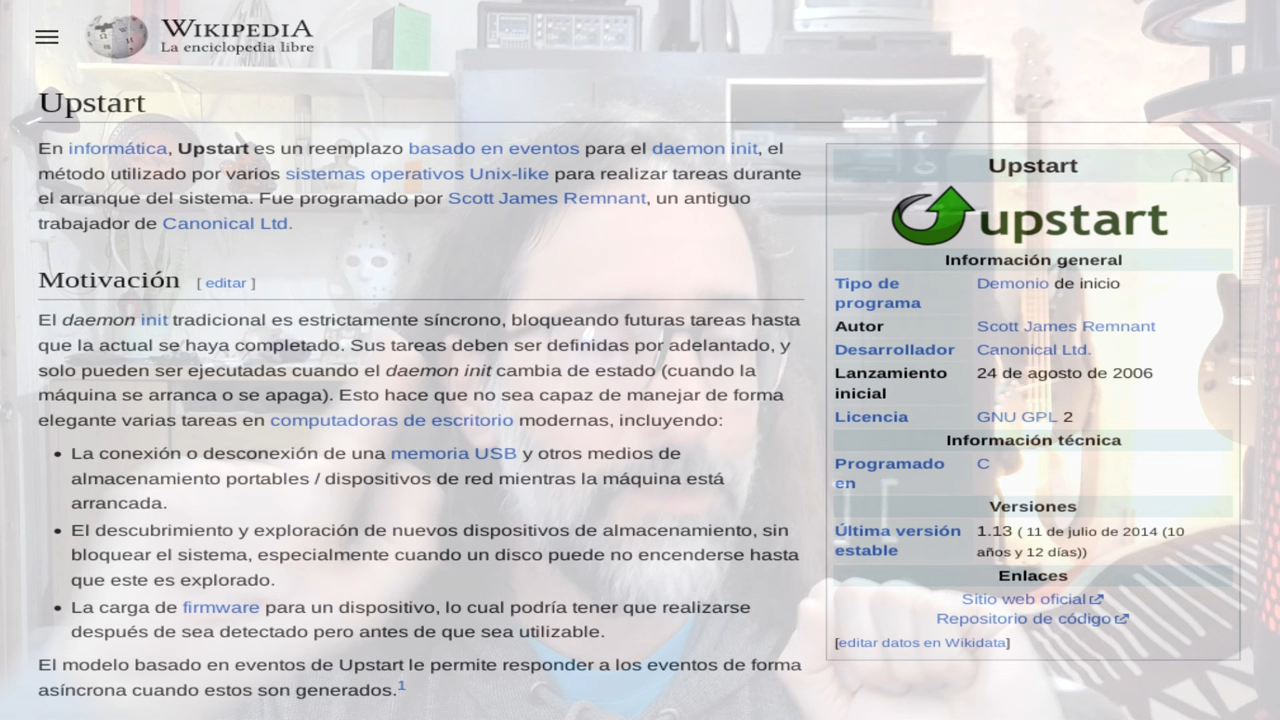 WIKIPEDIA
La enciclopedia libre
Upstart
En informática, Upstart es un reemplazo basado en eventos para el daemon init, el
método utilizado por varios sistemas operativos Unix-like para realizar tareas durante
el arranque del sistema. Fue programado por Scott James Remnant, un antiguo
trabajador de Canonical Ltd.
Motivación [ editar ]
El daemon init tradicional es estrictamente síncrono, bloqueando futuras tareas hasta
que la actual se haya completado. Sus tareas deben ser definidas por adelantado, y
solo pueden ser ejecutadas cuando el daemon init cambia de estado (cuando la
máquina se arranca o se apaga). Esto hace que no sea capaz de manejar de forma
elegante varias tareas en computadoras de escritorio modernas, incluyendo:
• La conexión o desconexión de una memoria USB y otros medios de
almacenamiento portables / dispositivos de red mientras la máquina está
arrancada.
• El descubrimiento y exploración de nuevos dispositivos de almacenamiento, sin
bloquear el sistema, especialmente cuando un disco puede no encenderse hasta
que este es explorado.
• La carga de firmware para un dispositivo, lo cual podría tener que realizarse
después de sea detectado pero antes de que sea utilizable.
El modelo basado en eventos de Upstart le permite responder a los eventos de forma
asíncrona cuando estos son generados.1
Upstart
upstart
Información general
Tipo de programa Demonio de inicio
Autor Scott James Remnant
Desarrollador Canonical Ltd.
Lanzamiento inicial 24 de agosto de 2006
Licencia GNU GPL 2
Información técnica
Programado en C
Versiones
Última versión estable 1.13 ( 11 de julio de 2014 (10 años y 12 días))
Enlaces
Sitio web oficial
Repositorio de código
[editar datos en Wikidata]